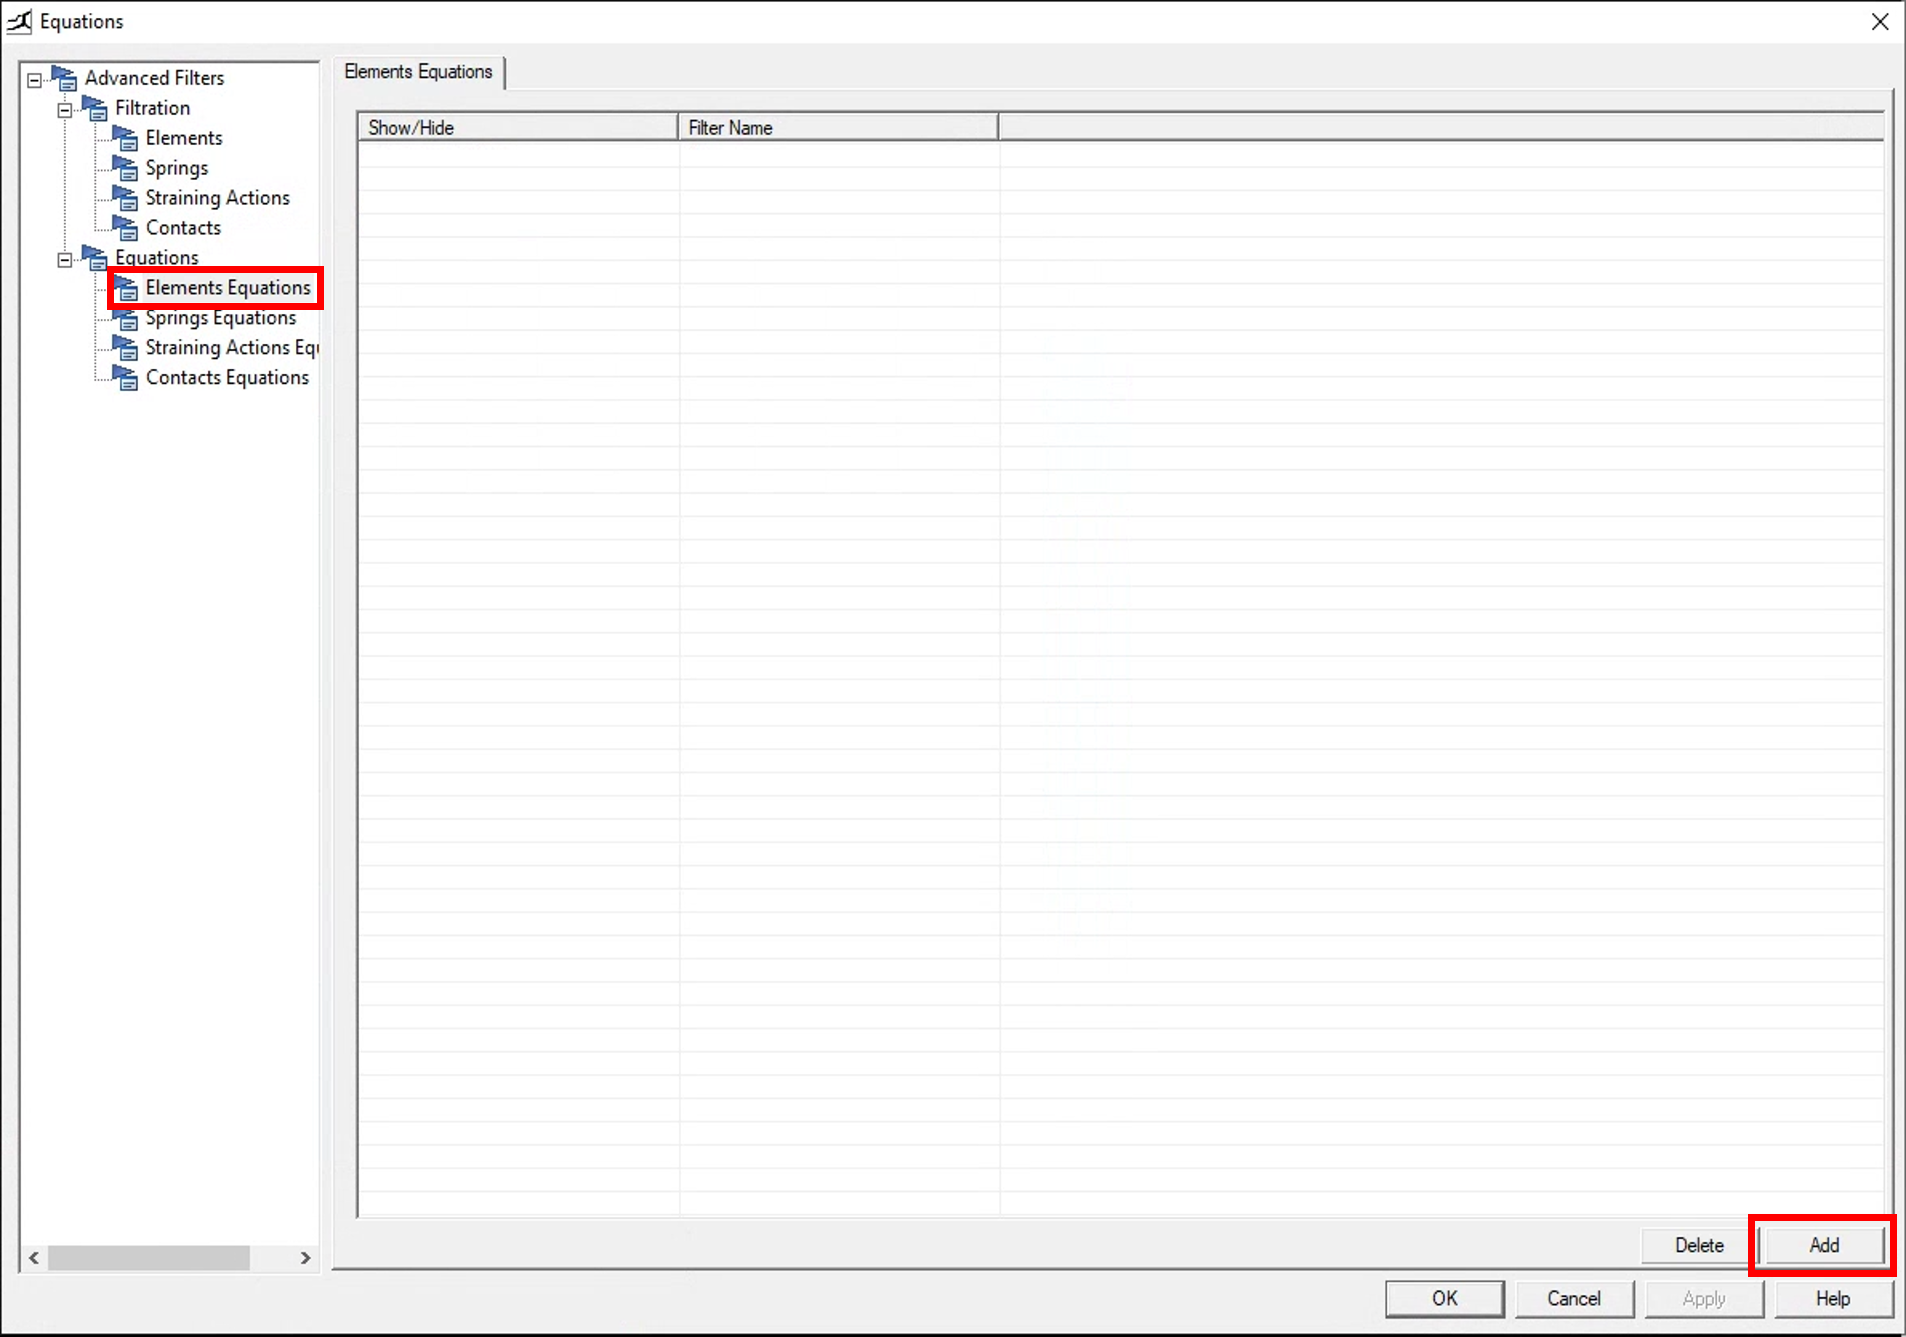 Equations
Advanced Filters
Filtration
Elements
Springs
Straining Actions
Contacts
Equations
Elements Equations
Springs Equations
Straining Actions Equ
Contacts Equations
Elements Equations
Show/Hide Filter Name
Delete Add
OK Cancel Apply Help